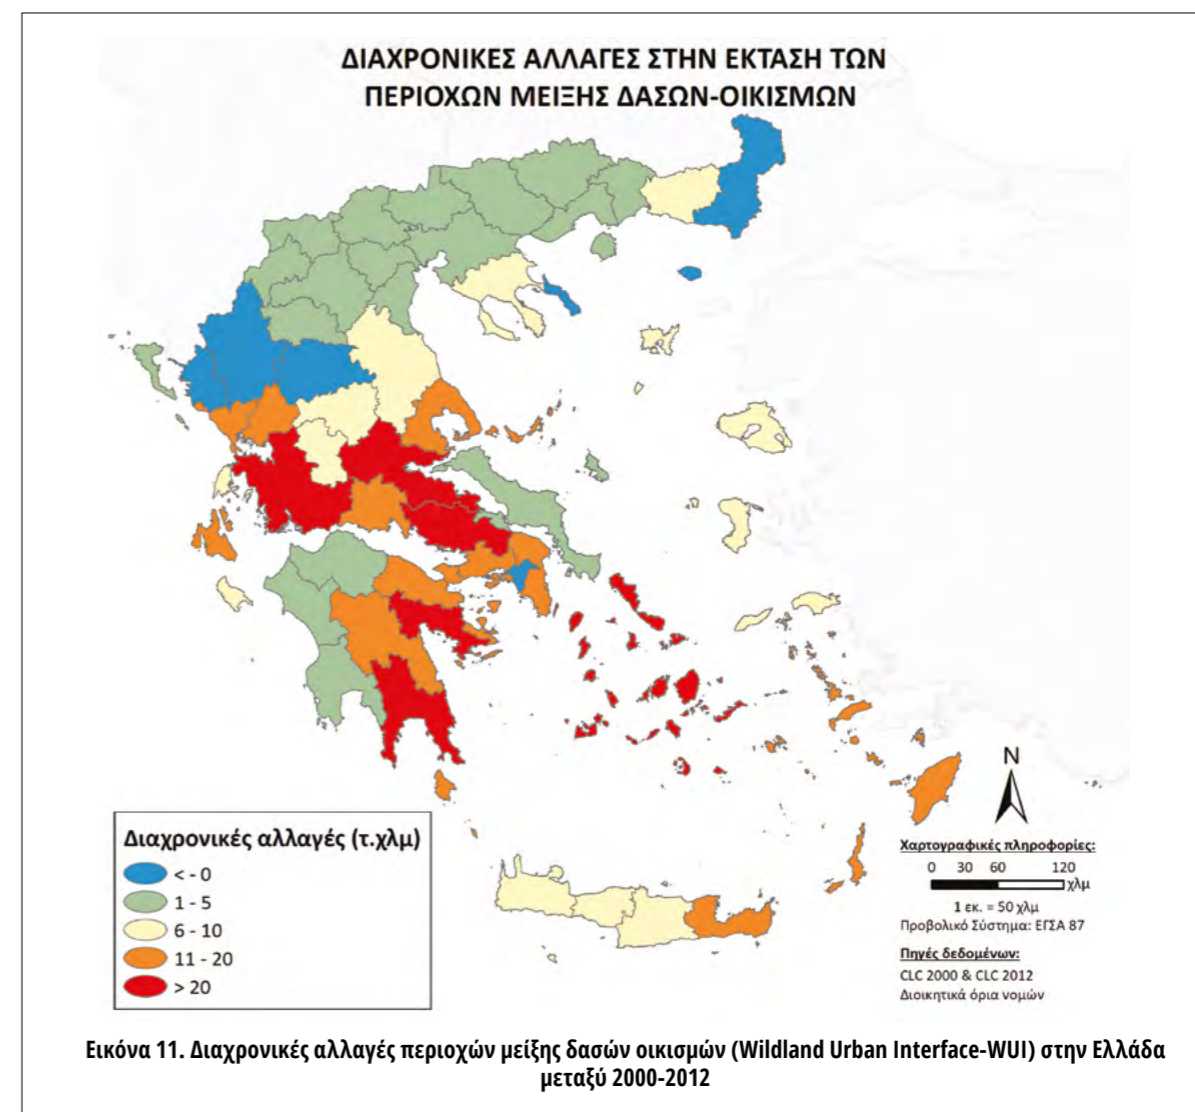 ΔΙΑΧΡΟΝΙΚΕΣ ΑΛΛΑΓΕΣ ΣΤΗΝ ΕΚΤΑΣΗ ΤΩΝ
ΠΕΡΙΟΧΩΝ ΜΕΙΞΗΣ ΔΑΣΩΝ-ΟΙΚΙΣΜΩΝ
Διαχρονικές αλλαγές (τ.χλμ)
< - 0
1 - 5
6 - 10
11 - 20
> 20
N
Χαρτογραφικές πληροφορίες:
0 30 60 120
χλμ
1 εκ. = 50 χλμ
Προβολικό Σύστημα: ΕΓΣΑ 87
Πηγές δεδομένων:
CLC 2000 & CLC 2012
Διοικητικά όρια νομών
Εικόνα 11. Διαχρονικές αλλαγές περιοχών μείξης δασών οικισμών (Wildland Urban Interface-WUI) στην Ελλάδα
μεταξύ 2000-2012